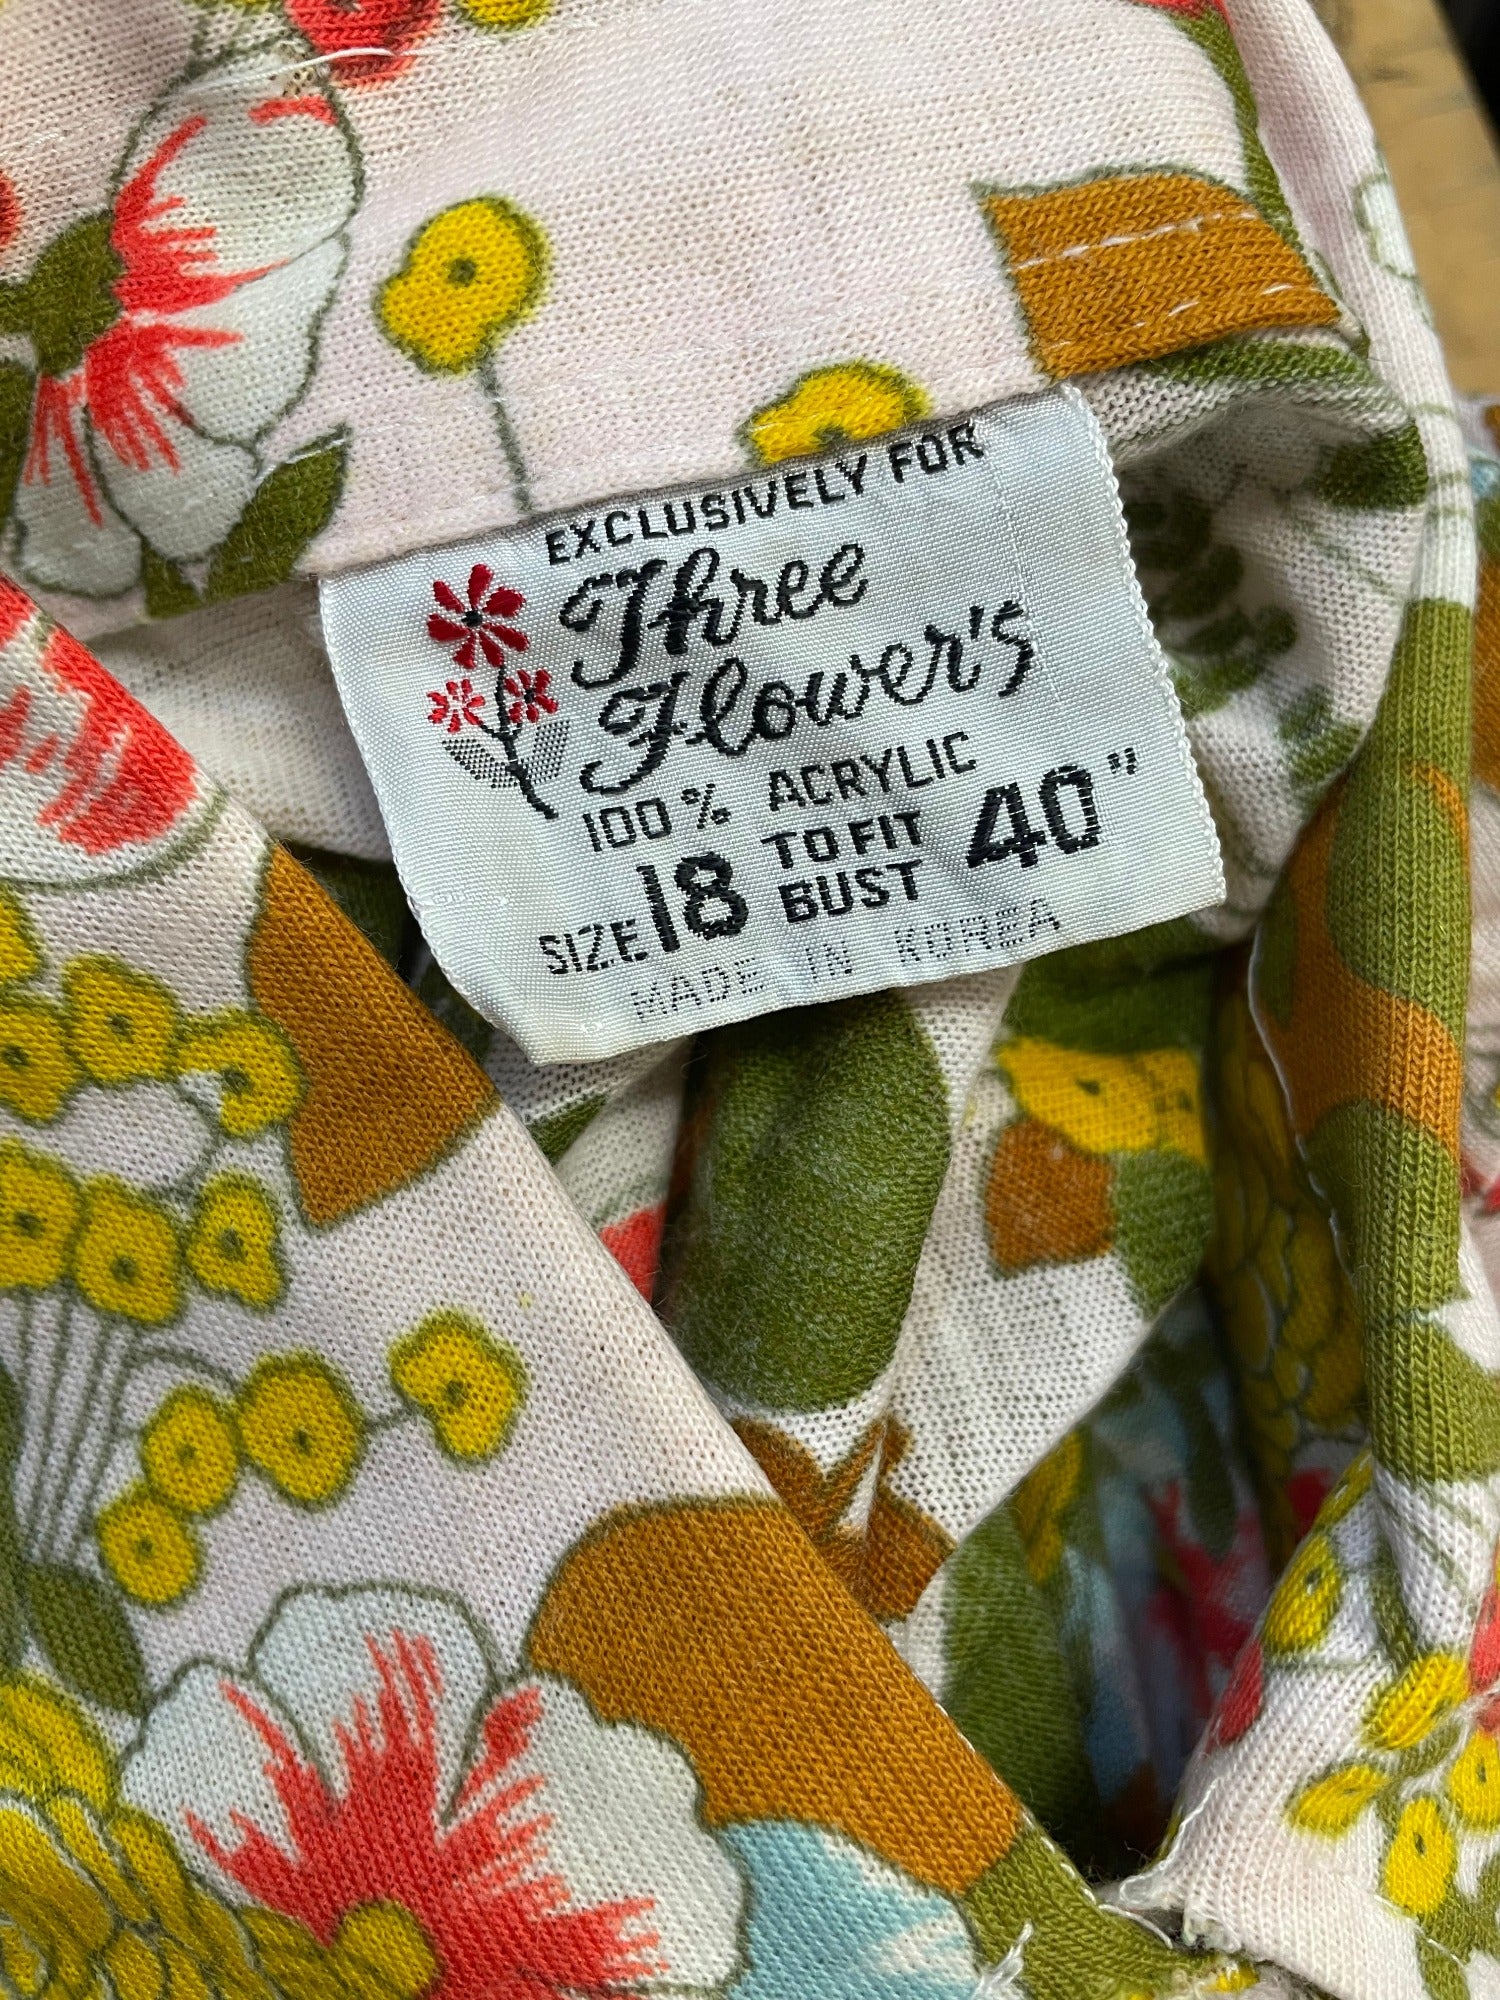 EXCLUSIVELY FOR
Three
Flower's
100% ACRYLIC
SIZE 18 TO FIT BUST 40"
MADE IN KOREA